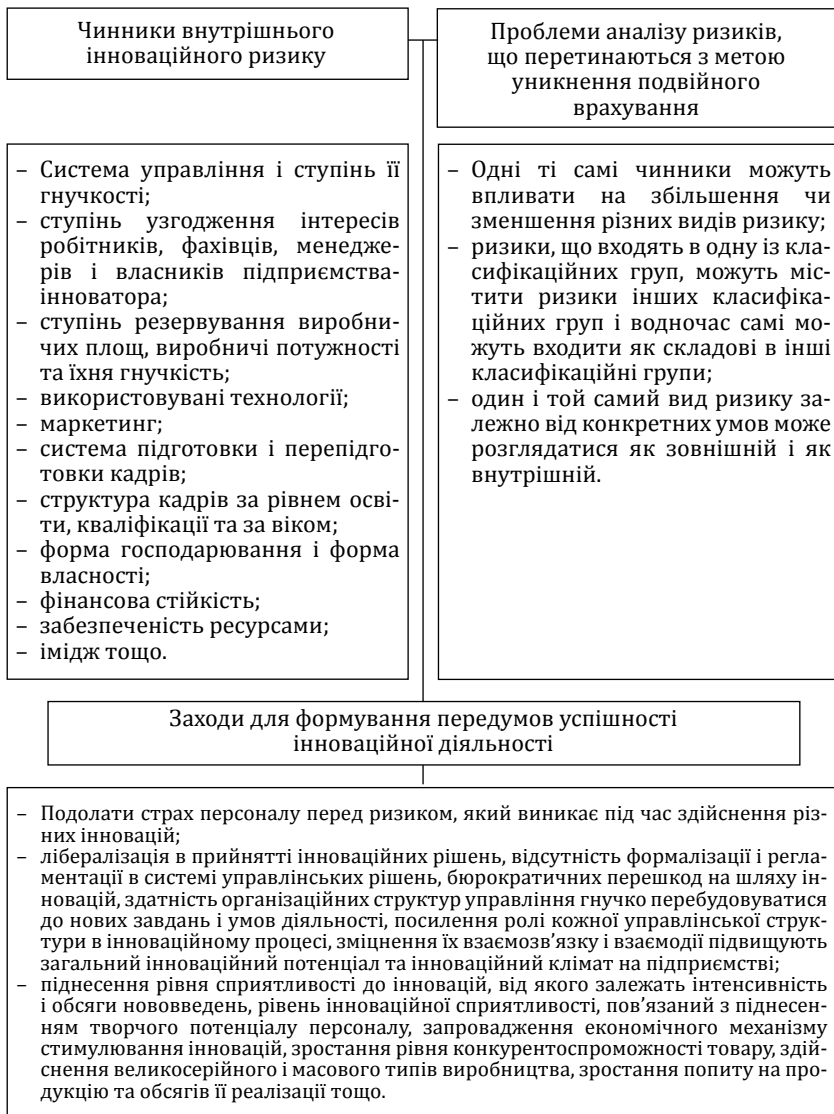 Чинники внутрішнього
інноваційного ризику
Проблеми аналізу ризиків,
що перетинаються з метою
уникнення подвійного
врахування
– Система управління і ступінь її
гнучкості;
– ступінь узгодження інтересів
робітників, фахівців, менедже-
рів і власників підприємства-
інноватора;
– ступінь резервування виробни-
чих площ, виробничі потужності
та їхня гнучкість;
– використовувані технології;
– маркетинг;
– система підготовки і перепідго-
товки кадрів;
– структура кадрів за рівнем осві-
ти, кваліфікації та за віком;
– форма господарювання і форма
власності;
– фінансова стійкість;
– забезпеченість ресурсами;
– імідж тощо.
– Одні ті самі чинники можуть
впливати на збільшення чи
зменшення різних видів ризику;
– ризики, що входять в одну із кла-
сифікаційних груп, можуть міс-
тити ризики інших класифіка-
ційних груп і водночас самі мо-
жуть входити як складові в інші
класифікаційні групи;
– один і той самий вид ризику за-
лежно від конкретних умов може
розглядатися як зовнішній і як
внутрішній.
Заходи для формування передумов успішності
інноваційної діяльності
– Подолати страх персоналу перед ризиком, який виникає під час здійснення різ-
них інновацій;
– лібералізація в прийнятті інноваційних рішень, відсутність формалізації і регла-
ментації в системі управлінських рішень, бюрократичних перешкод на шляху ін-
новацій, здатність організаційних структур управління гнучко перебудовуватися
до нових завдань і умов діяльності, посилення ролі кожної управлінської струк-
тури в інноваційному процесі, зміцнення їх взаємозв’язку і взаємодії підвищують
загальний інноваційний потенціал та інноваційний клімат на підприємстві;
– піднесення рівня сприятливості до інновацій, від якого залежать інтенсивність
і обсяги нововведень, рівень інноваційної сприятливості, пов’язаний з піднесен-
ням творчого потенціалу персоналу, запровадження економічного механізму
стимулювання інновацій, зростання рівня конкурентоспроможності товару, здій-
снення великосерійного і масового типів виробництва, зростання попиту на про-
дукцію та обсягів її реалізації тощо.